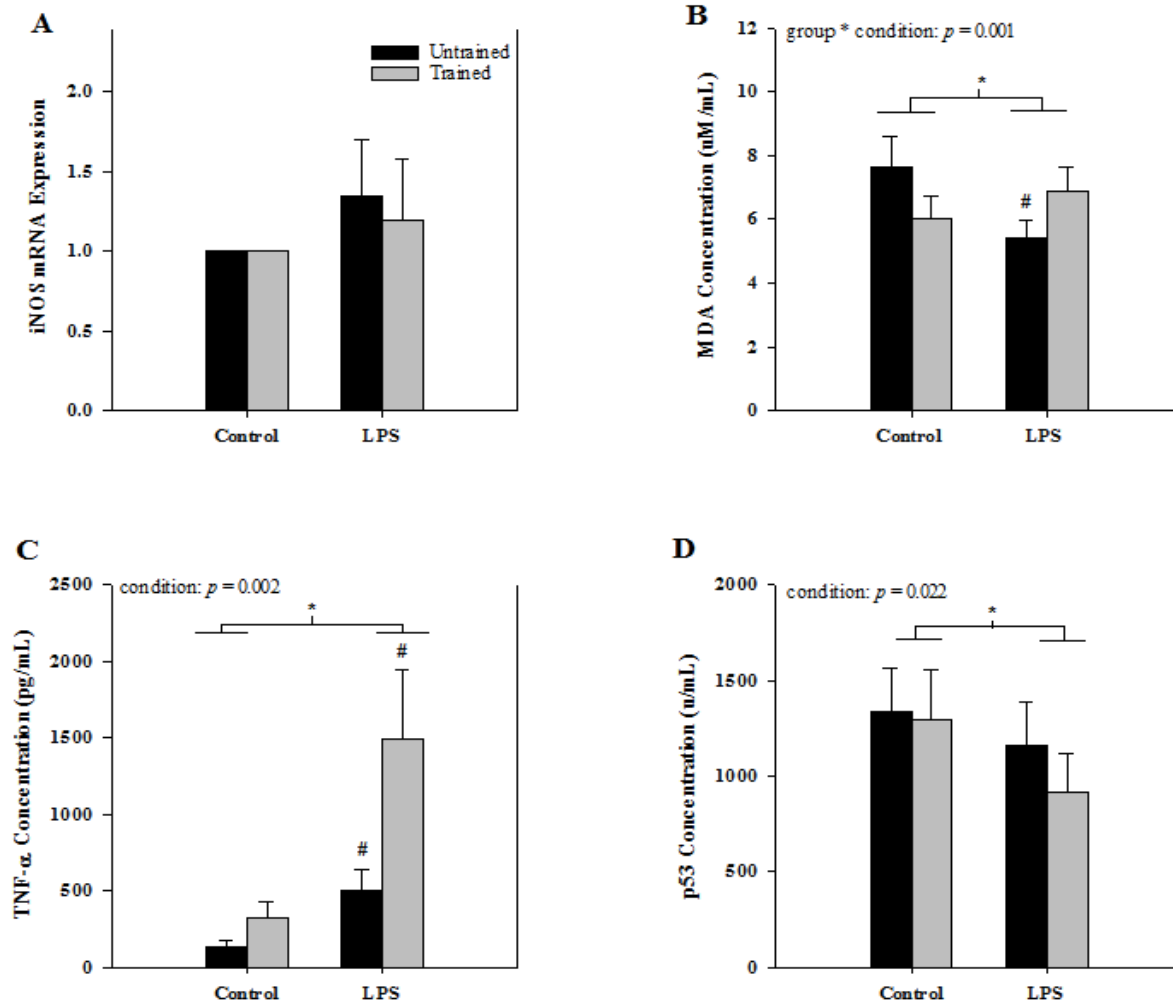 A
Untrained
Trained
2.0
1.5
1.0
0.5
0.0
iNOS mRNA Expression
Control LPS
B
group * condition: p = 0.001
12
10
8
6
4
2
0
MDA Concentration (uM/mL)
*
#
Control LPS
C
condition: p = 0.002
2500
2000
1500
1000
500
0
TNF-α Concentration (pg/mL)
*
#
#
Control LPS
D
condition: p = 0.022
2000
1500
1000
500
0
p53 Concentration (u/mL)
*
Control LPS